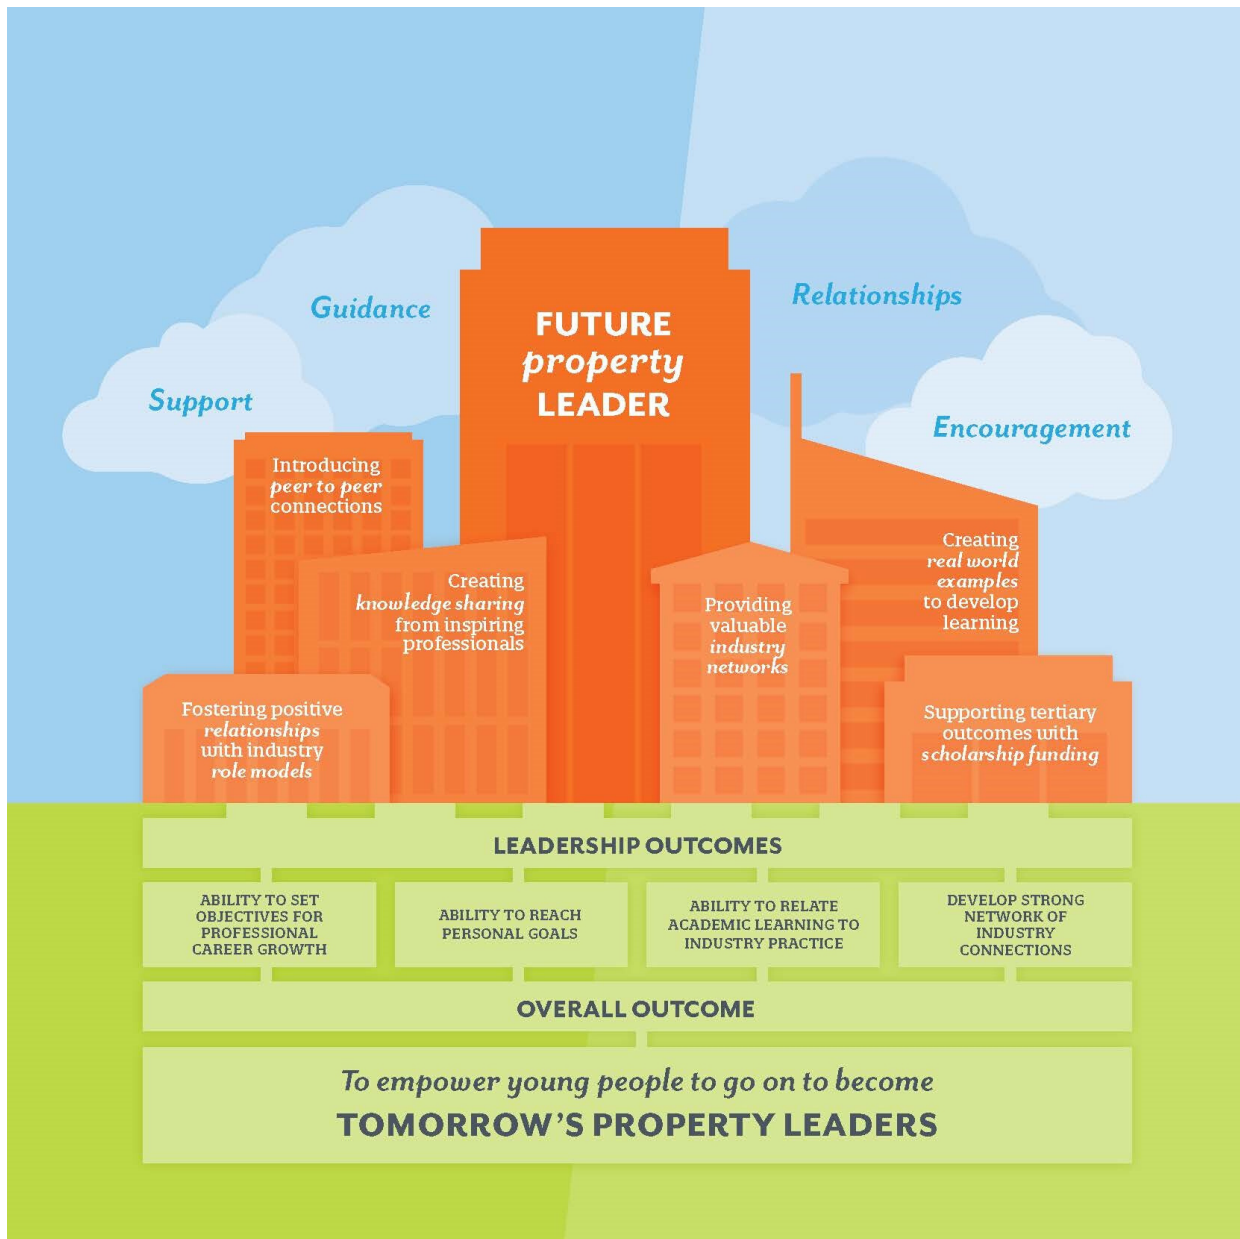 Guidance
Relationships
Support
Encouragement
FUTURE
property
LEADER
Introducing
peer to peer
connections
Creating
knowledge sharing
from inspiring
professionals
Providing
valuable
industry
networks
Creating
real world
examples
to develop
learning
Fostering positive
relationships
with industry
role models
Supporting tertiary
outcomes with
scholarship funding
LEADERSHIP OUTCOMES
ABILITY TO SET
OBJECTIVES FOR
PROFESSIONAL
CAREER GROWTH
ABILITY TO REACH
PERSONAL GOALS
ABILITY TO RELATE
ACADEMIC LEARNING TO
INDUSTRY PRACTICE
DEVELOP STRONG
NETWORK OF
INDUSTRY
CONNECTIONS
OVERALL OUTCOME
To empower young people to go on to become
TOMORROW'S PROPERTY LEADERS